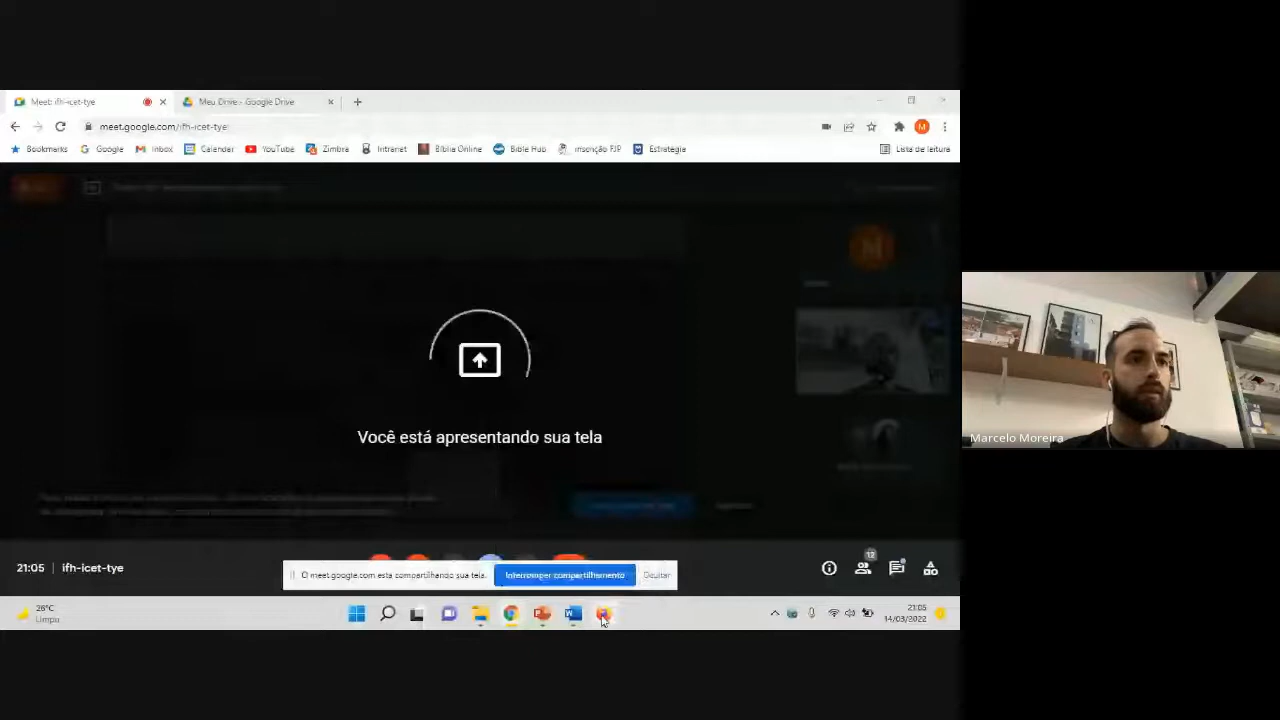 Meet: ifh-icet-tye
Meu Drive - Google Drive
meet.google.com/ifh-icet-tye
M
Bookmarks
Google
Inbox
Calendar
YouTube
Zimbra
Intranet
Bíblia Online
Bible Hub
Inscrição FJP
Estratégia
Lista de leitura
M
Você está apresentando sua tela
Marcelo Moreira
21:05 | ifh-icet-tye
O meet.google.com está compartilhando sua tela.
Interromper compartilhamento
Ocultar
12
26°C
Limpo
21:05
14/03/2022